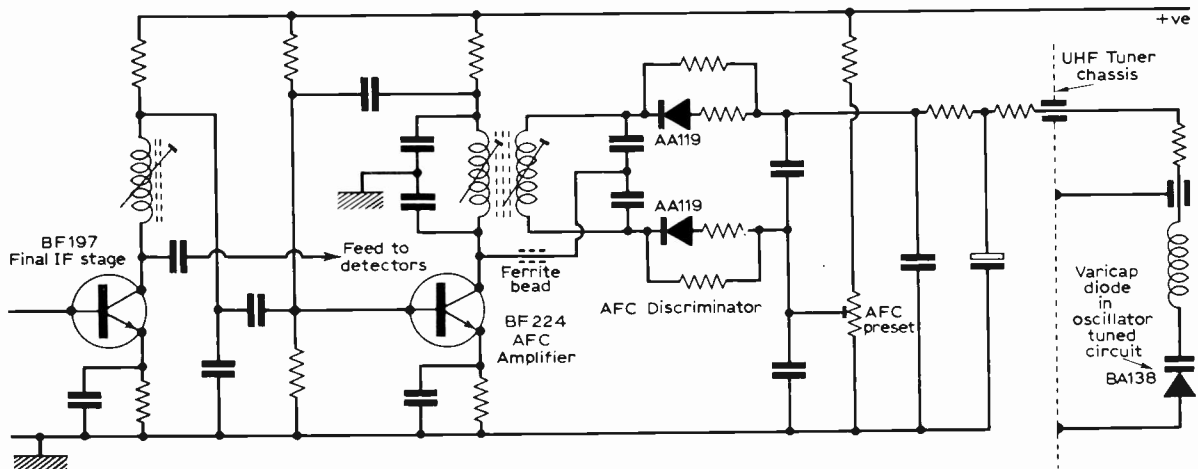 +ve
UHF Tuner
chassis
AA119
BF197
Final IF stage
Feed to
detectors
AA119
Ferrite
bead
AFC Discriminator
BF224
AFC
Amplifier
AFC
preset
Varicap
diode
in
oscillator
tuned
circuit
BA138